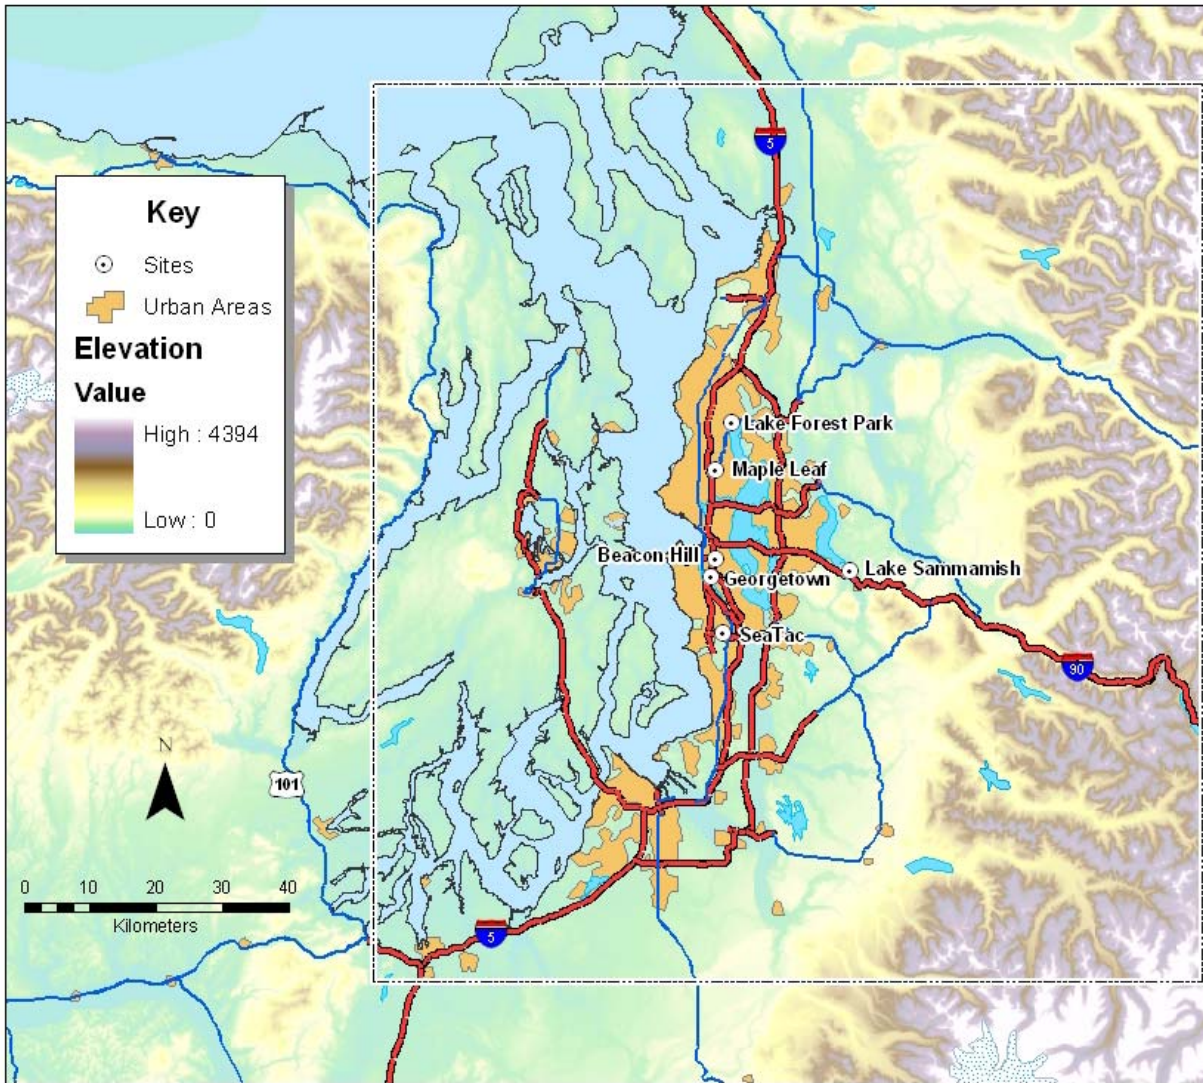 5
Key
Sites
Urban Areas
Elevation
Value
High : 4394
Low : 0
Lake Forest Park
Maple Leaf
Beacon Hill
Lake Sammamish
Georgetown
SeaTac
90
N
101
0 10 20 30 40
Kilometers
5